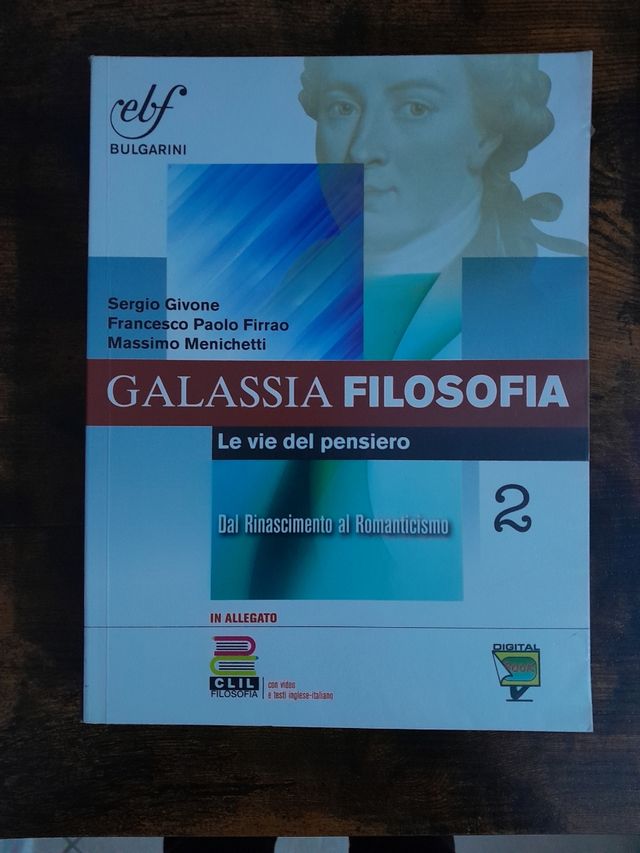 ebf
BULGARINI
Sergio Givone
Francesco Paolo Firrao
Massimo Menichetti
GALASSIA FILOSOFIA
Le vie del pensiero
Dal Rinascimento al Romanticismo
2
IN ALLEGATO
CLIL
FILOSOFIA
con video
e testi inglese-italiano
DIGITAL
BOOK